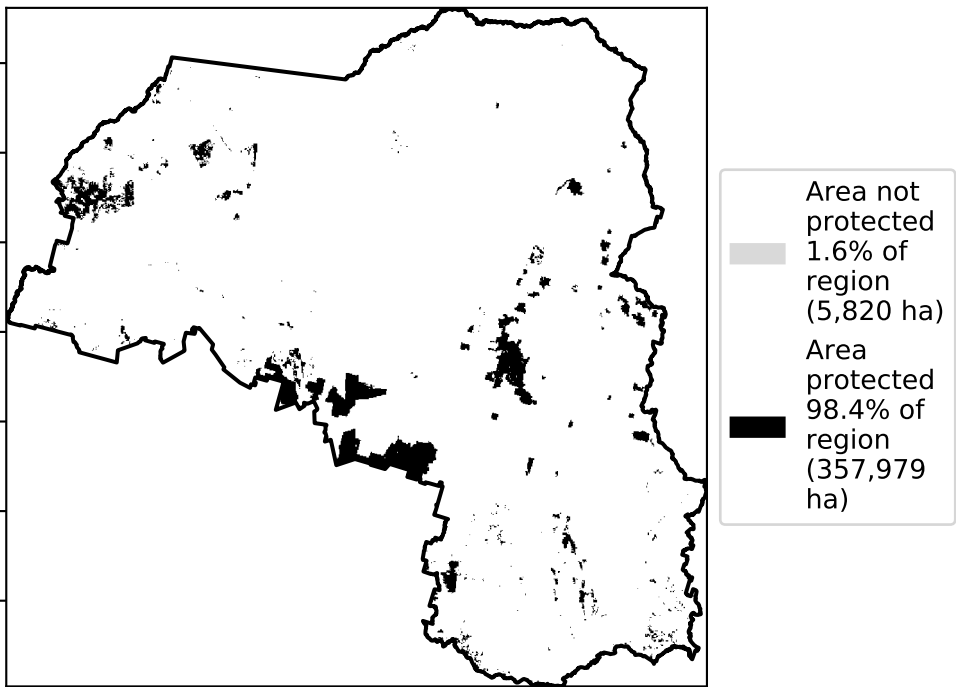 Area not
protected
1.6% of
region
(5,820 ha)
Area
protected
98.4% of
region
(357,979
ha)